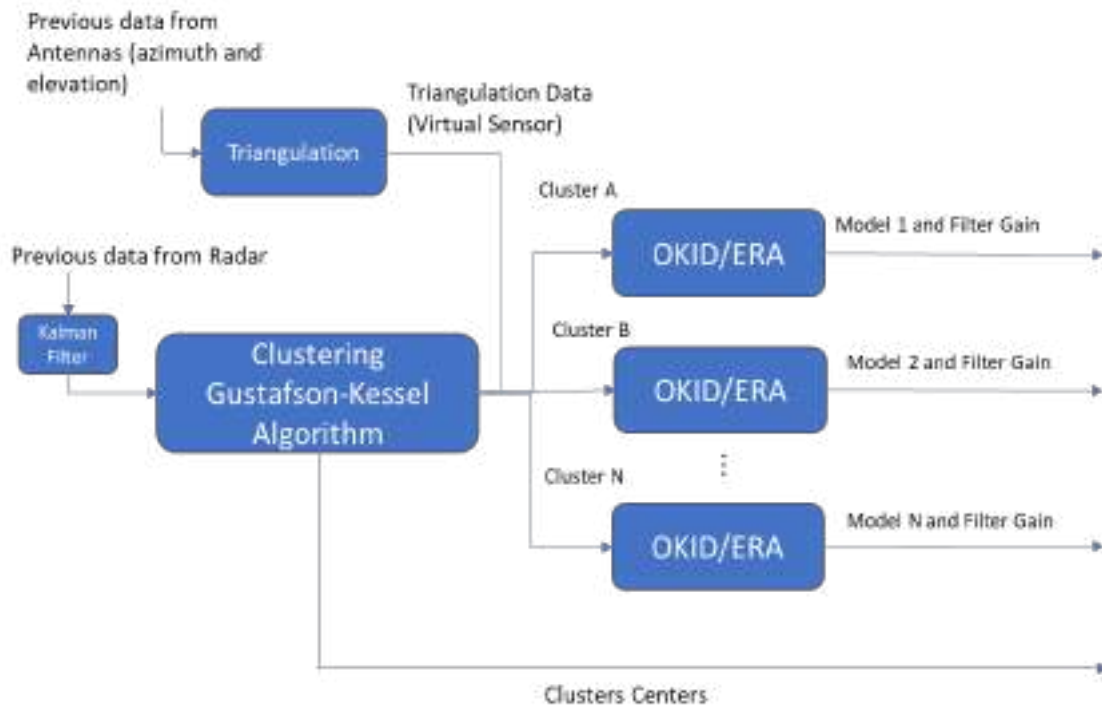 Previous data from
Antennas (azimuth and
elevation)
Triangulation Data
(Virtual Sensor)
Triangulation
Cluster A
OKID/ERA
Model 1 and Filter Gain
Previous data from Radar
Kalman
Filter
Clustering
Gustafson-Kessel
Algorithm
Cluster B
OKID/ERA
Model 2 and Filter Gain
...
Cluster N
OKID/ERA
Model N and Filter Gain
Clusters Centers